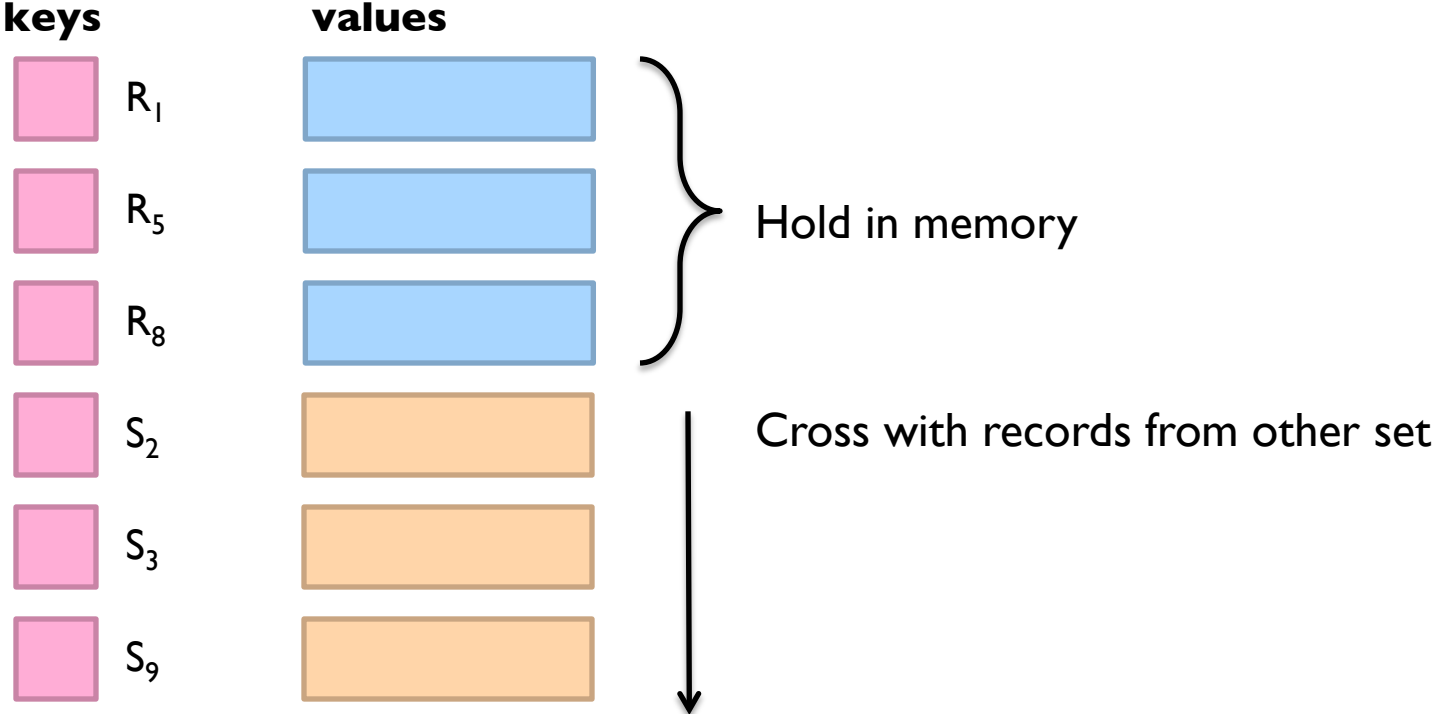 keys values
R₁
R₅
Hold in memory
R₈
S₂
Cross with records from other set
S₃
S₉